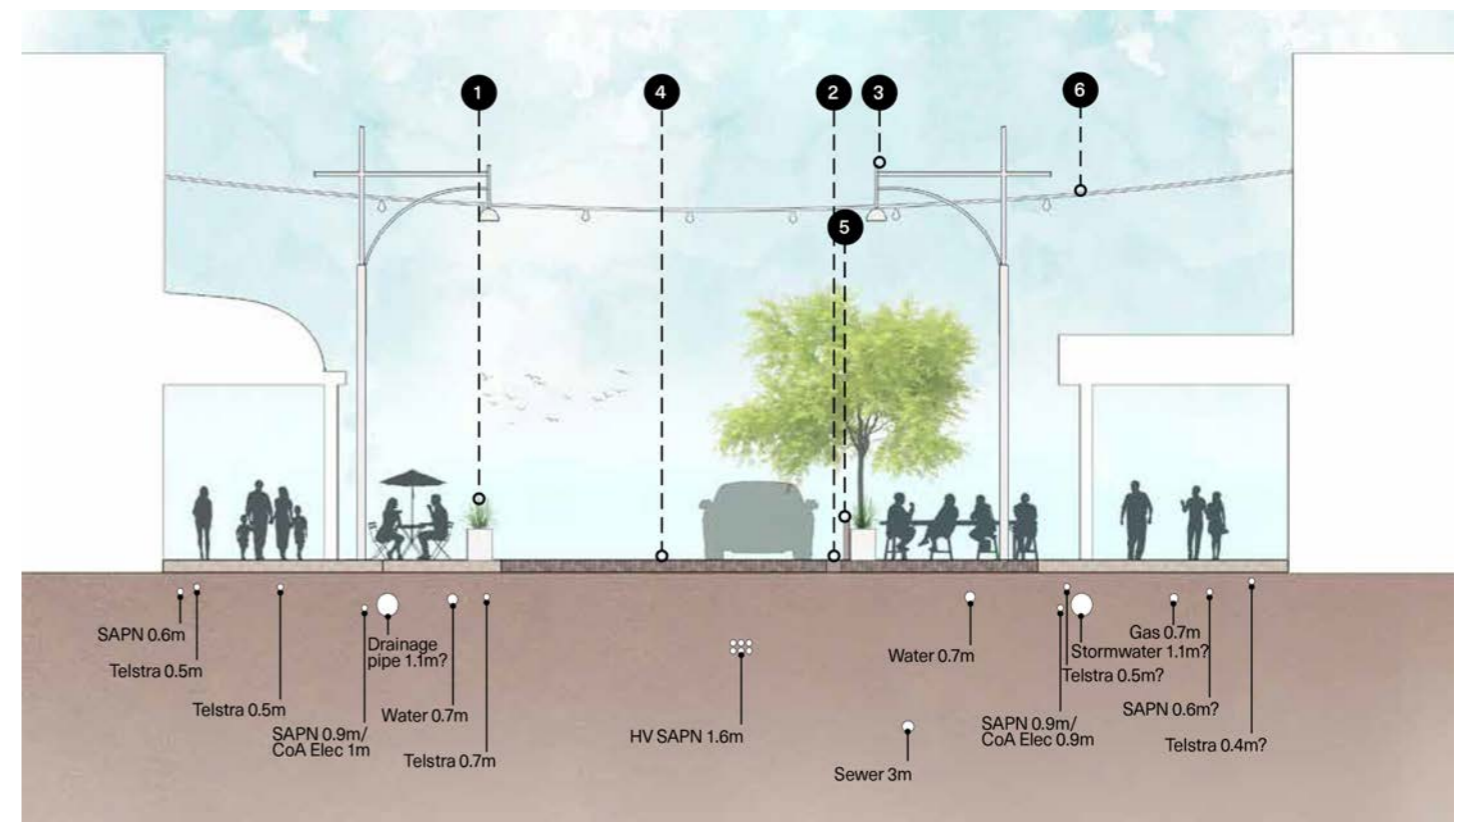 1
4
2
3
6
5
SAPN 0.6m
Telstra 0.5m
Telstra 0.5m
SAPN 0.9m/
CoA Elec 1m
Drainage
pipe 1.1m?
Water 0.7m
Telstra 0.7m
HV SAPN 1.6m
Sewer 3m
Water 0.7m
SAPN 0.9m/
CoA Elec 0.9m
Gas 0.7m
Stormwater 1.1m?
Telstra 0.5m?
SAPN 0.6m?
Telstra 0.4m?